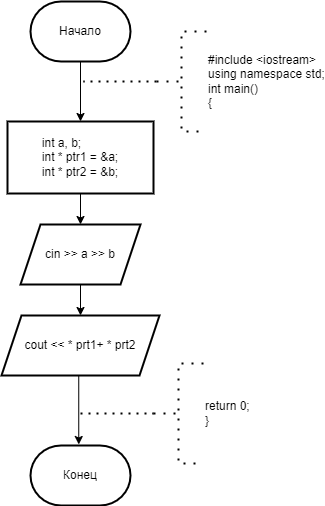 Начало
#include <iostream>
using namespace std;
int main()
{
int a, b;
int * ptr1 = &a;
int * ptr2 = &b;
cin >> a >> b
cout << * prt1+ * prt2
return 0;
}
Конец